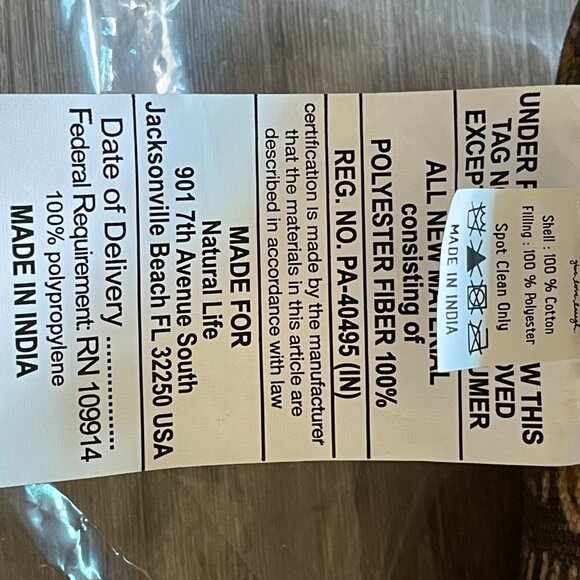 UNDER W THIS
TAG N OVED
EXCEP UMER
ALL NEW MATERIAL
consisting of
POLYESTER FIBER 100%
REG. NO. PA-40495 (IN)
certification is made by the manufacturer
that the materials in this article are
described in accordance with law
MADE FOR
Natural Life
901 7th Avenue South
Jacksonville Beach FL 32250 USA
Date of Delivery ................
Federal Requirement: RN 109914
100% polypropylene
MADE IN INDIA
Shell : 100 % Cotton
Filling : 100 % Polyester
Spot Clean Only
MADE IN INDIA